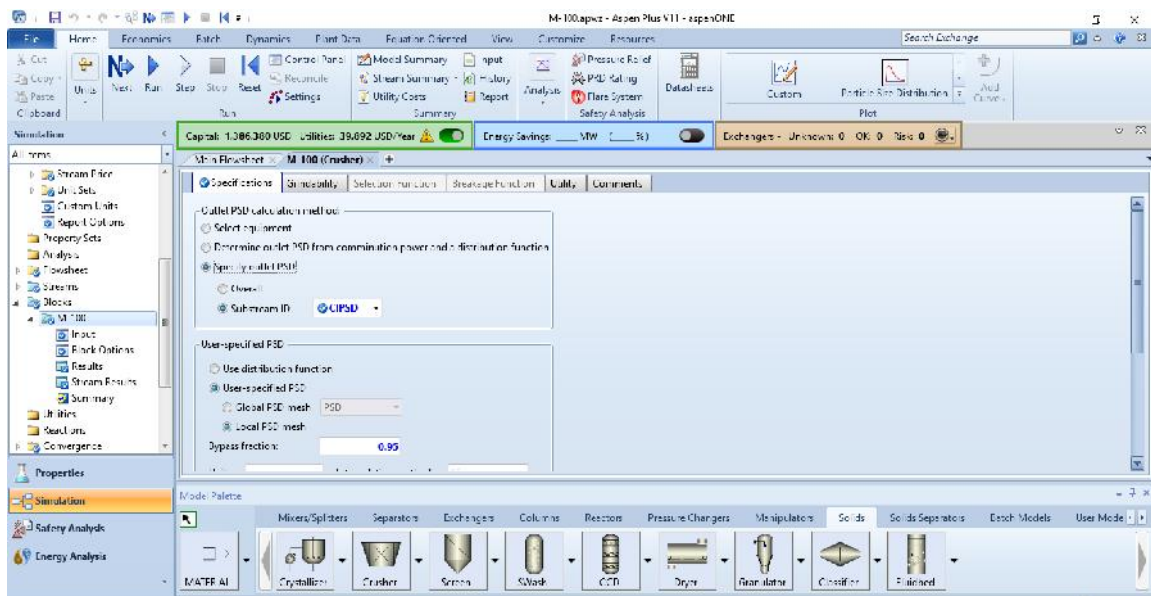 M-100.apwz - Aspen Plus V11 - aspenONE
File Home Economics Batch Dynamics Plant Data Equation Oriented View Customize Resources Search Exchange
Cut
Copy
Paste
Clipboard
Units
Next Run Step Stop Reset
Control Panel
Reconcile
Settings
Run
Model Summary Input
Stream Summary History
Utility Costs Report
Summary
Analysis
Pressure Relief
PRD Rating
Flare System
Safety Analysis
Datasheets
Custom Particle Size Distribution Add Curve
Plot
Simulation
Capital: 1,386,380 USD Utilities: 39,892 USD/Year
Energy Savings: ____ MW (____ %)
Exchangers - Unknown: 0 OK: 0 Risk: 0
All Items
Main Flowsheet M-100 (Crusher) +
Stream Price
Unit Sets
Custom Units
Report Options
Property Sets
Analysis
Flowsheet
Streams
Blocks
M-100
Input
Block Options
Results
Stream Results
Summary
Utilities
Reactions
Convergence
Properties
Simulation
Safety Analysis
Energy Analysis
Specifications Grindability Selection Function Breakage Function Utility Comments
Outlet PSD calculation method
Select equipment
Determine outlet PSD from comminution power and a distribution function
Specify outlet PSD
Overall
Substream ID CIPSD
User-specified PSD
Use distribution function
User-specified PSD
Global PSD mesh PSD
Local PSD mesh
Bypass fraction: 0.95
Model Palette
Mixers/Splitters Separators Exchangers Columns Reactors Pressure Changers Manipulators Solids Solids Separators Batch Models User Mode
MATERIAL Crystallizer Crusher Screen SWash CCD Dryer Granulator Classifier Fluidbed